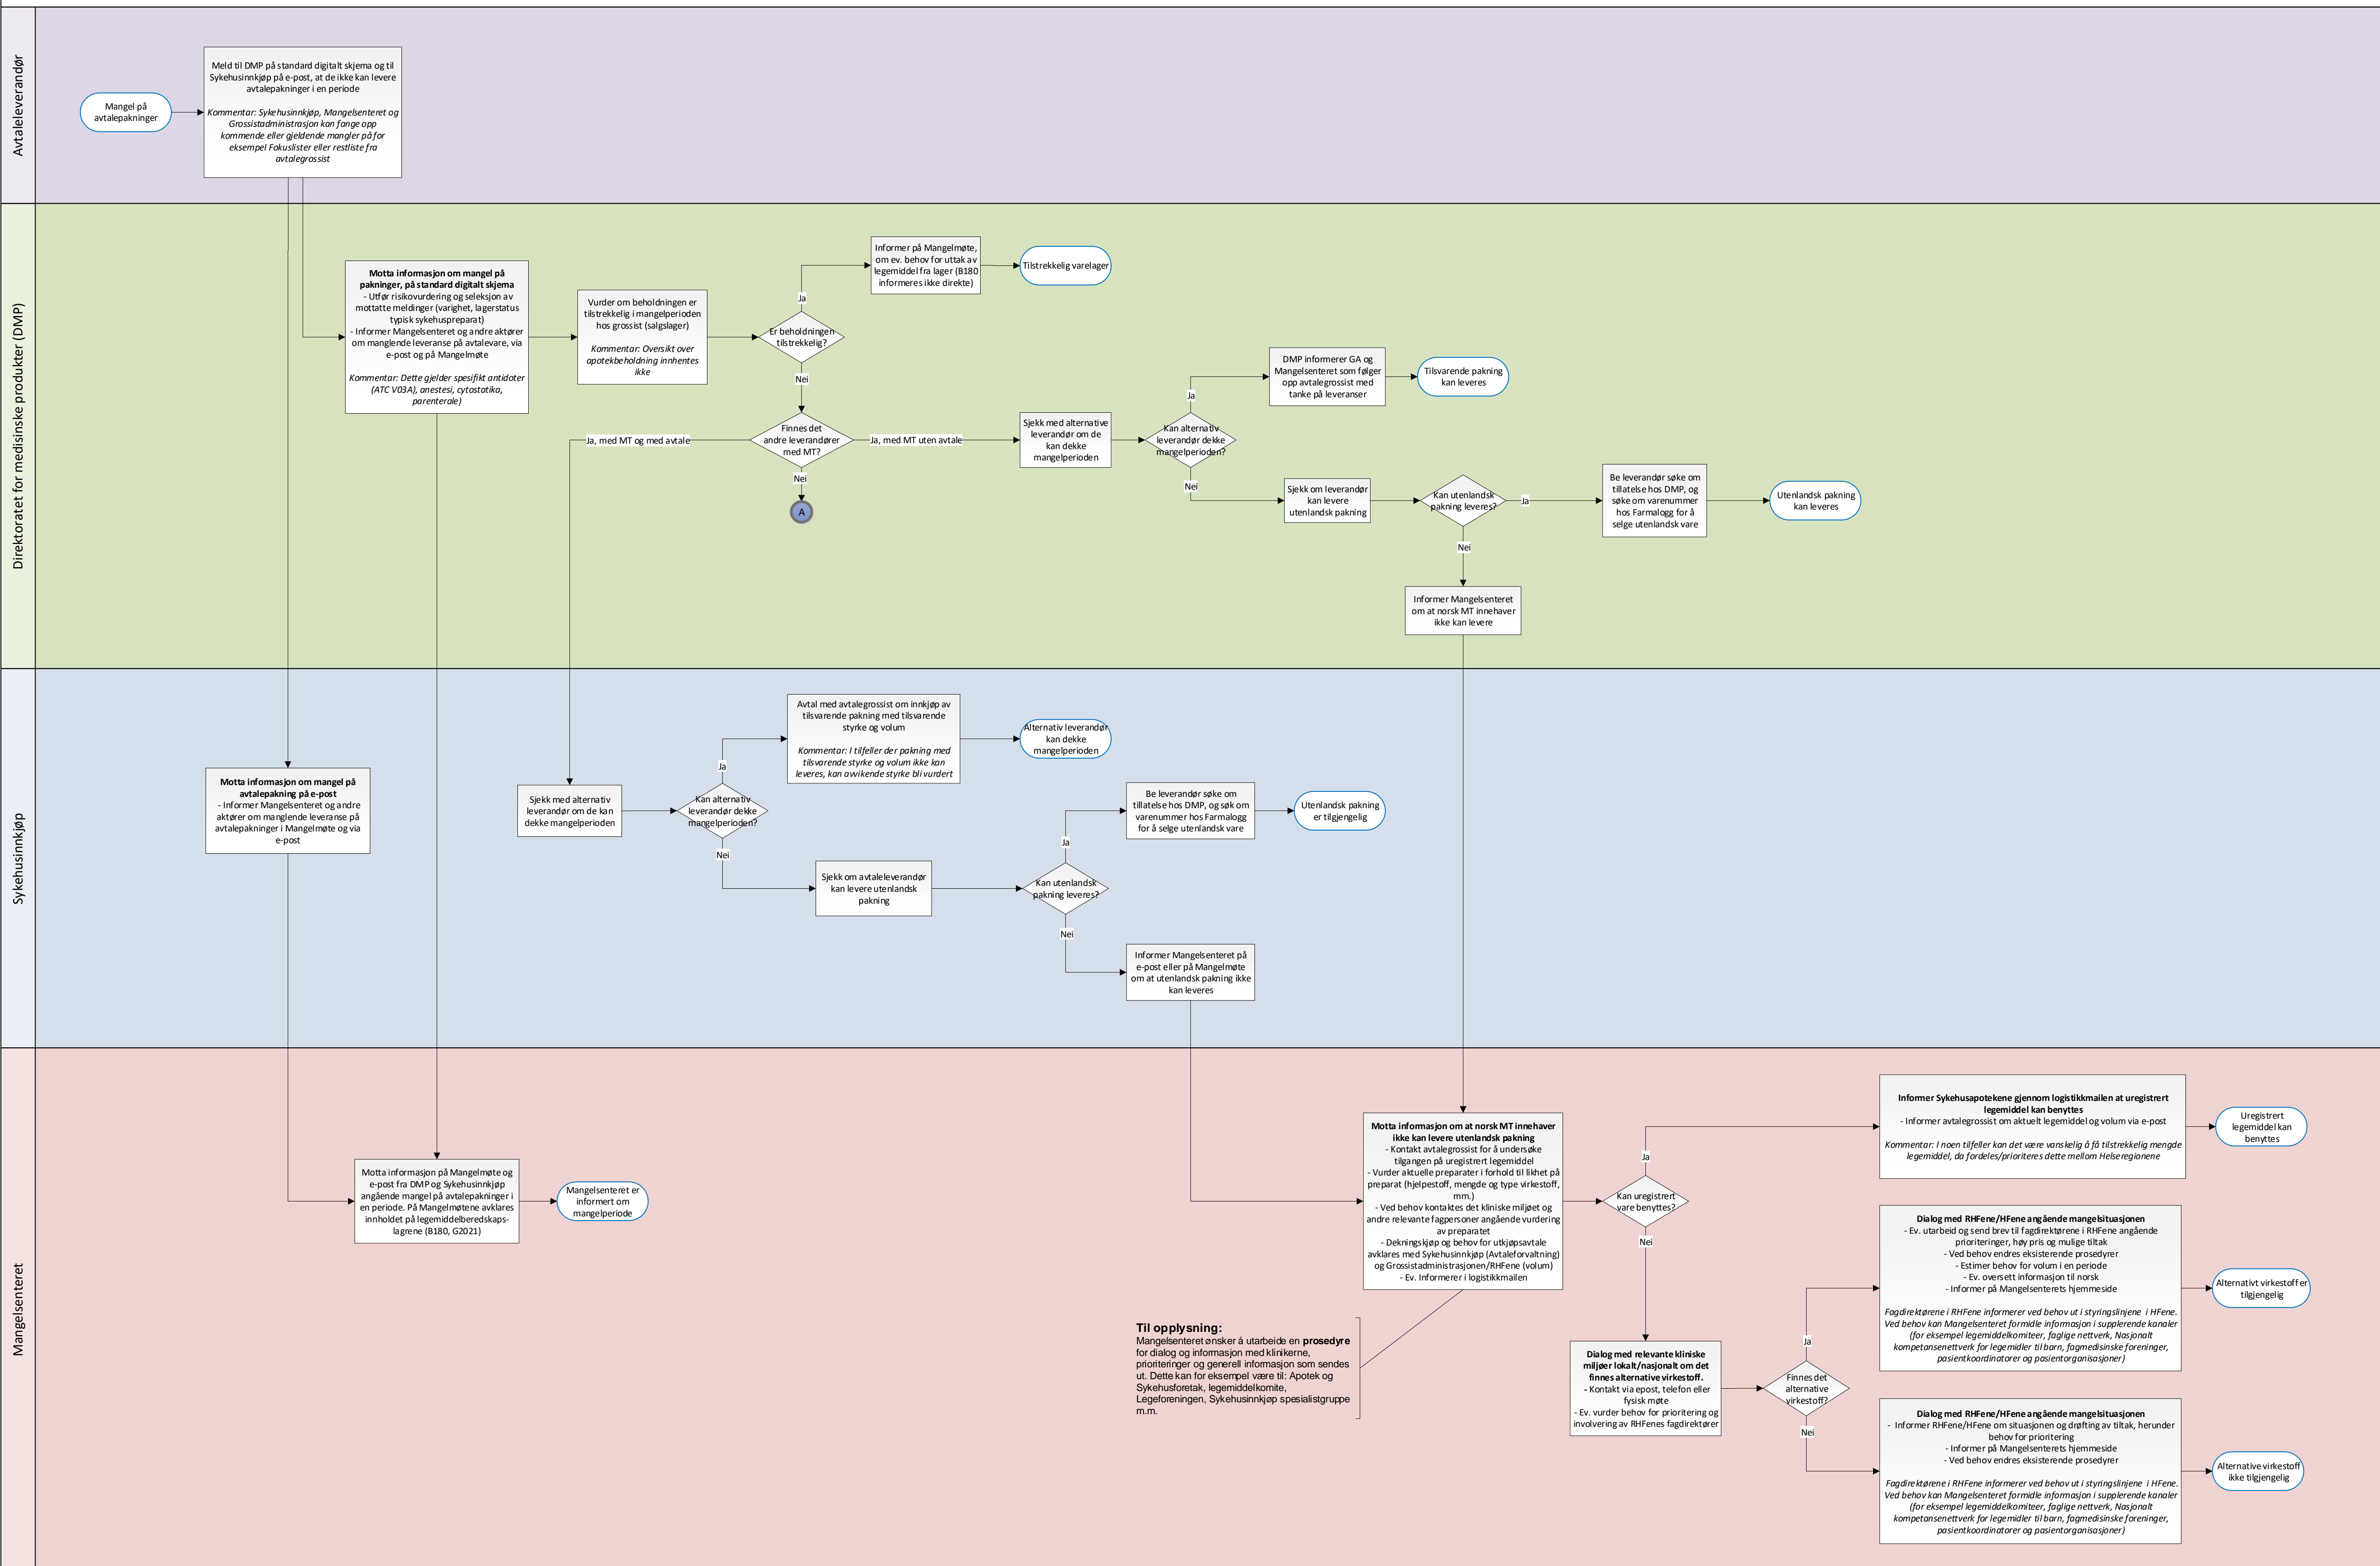 Avtaleleverandør
Mangel på
avtalepakninger
Meld til DMP på standard digitalt skjema og til
Sykehusinnkjøp på e-post, at de ikke kan levere
avtalepakninger i en periode
Kommentar: Sykehusinnkjøp, Mangelsenteret og
Grossistadministrasjon kan fange opp
kommende eller gjeldende mangler på for
eksempel Fokuslister eller restliste fra
avtalegrossist
Direktoratet for medisinske produkter (DMP)
Motta informasjon om mangel på
pakninger, på standard digitalt skjema
- Utfør risikovurdering og seleksjon av
mottatte meldinger (varighet, lagerstatus
typisk sykehuspreparat)
- Informer Mangelsenteret og andre aktører
om manglende leveranse på avtalevare, via
e-post og på Mangelmøte
Kommentar: Dette gjelder spesifikt antidoter
(ATC V03A), anestesi, cytostatika,
parenterale)
Vurder om beholdningen er
tilstrekkelig i mangelperioden
hos grossist (salgslager)
Kommentar: Oversikt over
apotekbeholdning innhentes
ikke
Er beholdningen
tilstrekkelig?
Ja
Informer på Mangelmøte,
om ev. behov for uttak av
legemiddel fra lager (B180
informeres ikke direkte)
Tilstrekkelig varelager
Nei
Finnes det
andre leverandører
med MT?
Ja, med MT og med avtale
Ja, med MT uten avtale
Nei
A
Sjekk med alternative
leverandør om de
kan dekke
mangelperioden
Kan alternativ
leverandør dekke
mangelperioden?
Ja
DMP informerer GA og
Mangelsenteret som følger
opp avtalegrossist med
tanke på leveranser
Tilsvarende pakning
kan leveres
Nei
Sjekk om leverandør
kan levere
utenlandsk pakning
Kan utenlandsk
pakning leveres?
Ja
Be leverandør søke om
tillatelse hos DMP, og
søke om varenummer
hos Farmalogg for å
selge utenlandsk vare
Utenlandsk pakning
kan leveres
Nei
Informer Mangelsenteret
om at norsk MT innehaver
ikke kan levere
Sykehusinnkjøp
Motta informasjon om mangel på
avtalepakning på e-post
- Informer Mangelsenteret og andre
aktører om manglende leveranse på
avtalepakninger i Mangelmøte og via
e-post
Sjekk med alternativ
leverandør om de kan
dekke mangelperioden
Kan alternativ
leverandør dekke
mangelperioden?
Ja
Avtal med avtalegrossist om innkjøp av
tilsvarende pakning med tilsvarende
styrke og volum
Kommentar: I tilfeller der pakning med
tilsvarende styrke og volum ikke kan
leveres, kan avvikende styrke bli vurdert
Alternativ leverandør
kan dekke
mangelperioden
Nei
Sjekk om avtaleleverandør
kan levere utenlandsk
pakning
Kan utenlandsk
pakning leveres?
Ja
Be leverandør søke om
tillatelse hos DMP, og søk om
varenummer hos Farmalogg
for å selge utenlandsk vare
Utenlandsk pakning
er tilgjengelig
Nei
Informer Mangelsenteret på
e-post eller på Mangelmøte
om at utenlandsk pakning ikke
kan leveres
Mangelsenteret
Motta informasjon på Mangelmøte og
e-post fra DMP og Sykehusinnkjøp
angående mangel på avtalepakninger i
en periode. På Mangelmøtene avklares
innholdet på legemiddelberedskaps-
lagrene (B180, G2021)
Mangelsenteret er
informert om
mangelperiode
Motta informasjon om at norsk MT innehaver
ikke kan levere utenlandsk pakning
- Kontakt avtalegrossist for å undersøke
tilgangen på uregistrert legemiddel
- Vurder aktuelle preparater i forhold til likhet på
preparat (hjelpestoff, mengde og type virkestoff,
mm.)
- Ved behov kontaktes det kliniske miljøet og
andre relevante fagpersoner angående vurdering
av preparatet
- Dekningskjøp og behov for utkjøpsavtale
avklares med Sykehusinnkjøp (Avtaleforvaltning)
og Grossistadministrasjonen/RHFene (volum)
- Ev. Informerer i logistikkmailen
Til opplysning:
Mangelsenteret ønsker å utarbeide en prosedyre
for dialog og informasjon med klinikerne,
prioriteringer og generell informasjon som sendes
ut. Dette kan for eksempel være til: Apotek og
Sykehusforetak, legemiddelkomite,
Legeforeningen, Sykehusinnkjøp spesialistgruppe
m.m.
Kan uregistrert
vare benyttes?
Ja
Informer Sykehusapotekene gjennom logistikkmailen at uregistrert
legemiddel kan benyttes
- Informer avtalegrossist om aktuelt legemiddel og volum via e-post
Kommentar: I noen tilfeller kan det være vanskelig å få tilstrekkelig mengde
legemiddel, da fordeles/prioriteres dette mellom Helseregionene
Uregistrert
legemiddel kan
benyttes
Nei
Dialog med relevante kliniske
miljøer lokalt/nasjonalt om det
finnes alternative virkestoff.
- Kontakt via epost, telefon eller
fysisk møte
- Ev. vurder behov for prioritering og
involvering av RHFenes fagdirektører
Finnes det
alternative
virkestoff?
Ja
Dialog med RHFene/HFene angående mangelsituasjonen
- Ev. utarbeid og send brev til fagdirektørene i RHFene angående
prioriteringer, høy pris og mulige tiltak
- Ved behov endres eksisterende prosedyrer
- Estimer behov for volum i en periode
- Ev. oversett informasjon til norsk
- Informer på Mangelsenterets hjemmeside
Fagdirektørene i RHFene informerer ved behov ut i styringslinjene i HFene.
Ved behov kan Mangelsenteret formidle informasjon i supplerende kanaler
(for eksempel legemiddelkomiteer, faglige nettverk, Nasjonalt
kompetansenettverk for legemidler til barn, fagmedisinske foreninger,
pasientkoordinatorer og pasientorganisasjoner)
Alternativt virkestoff er
tilgjengelig
Nei
Dialog med RHFene/HFene angående mangelsituasjonen
- Informer RHFene/HFene om situasjonen og drøfting av tiltak, herunder
behov for prioritering
- Informer på Mangelsenterets hjemmeside
- Ved behov endres eksisterende prosedyrer
Fagdirektørene i RHFene informerer ved behov ut i styringslinjene i HFene.
Ved behov kan Mangelsenteret formidle informasjon i supplerende kanaler
(for eksempel legemiddelkomiteer, faglige nettverk, Nasjonalt
kompetansenettverk for legemidler til barn, fagmedisinske foreninger,
pasientkoordinatorer og pasientorganisasjoner)
Alternative virkestoff
ikke tilgjengelig